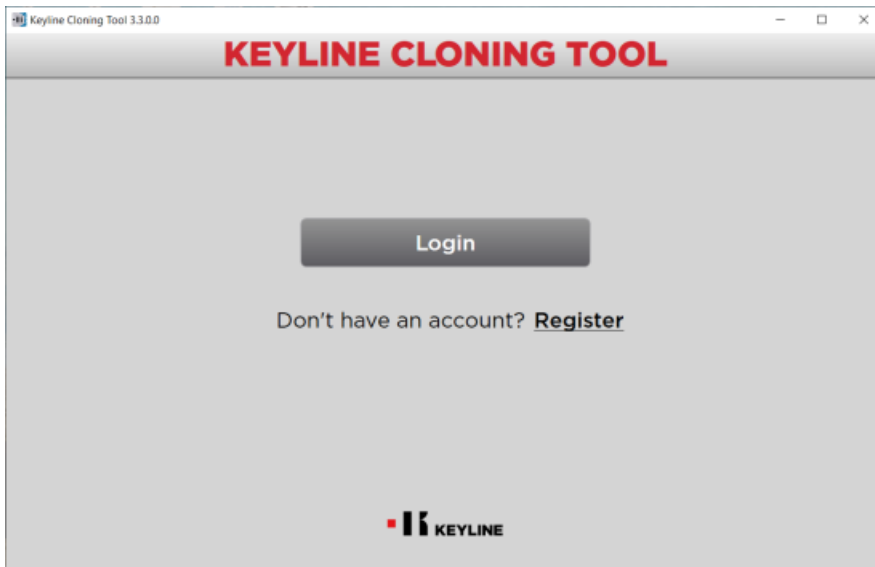 Keyline Cloning Tool 3.3.0.0
KEYLINE CLONING TOOL
Login
Don't have an account? Register
KEYLINE